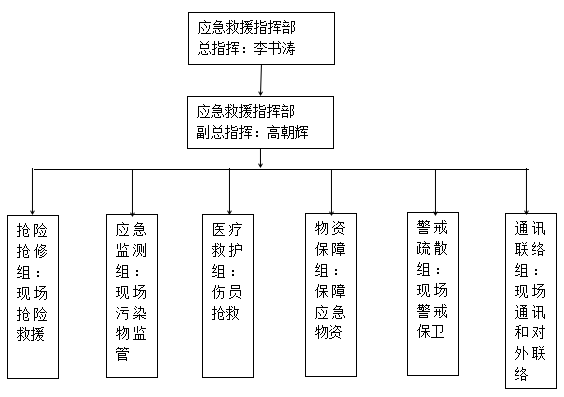 应急救援指挥部
总指挥：李书涛
应急救援指挥部
副总指挥：高朝辉
抢险
抢修
组：
现场
抢险
救援
应急
监测
组：
现场
污染
物监
管
医疗
救护
组：
伤员
抢救
物资
保障
组：
保障
应急
物资
警戒
疏散
组：
现场
警戒
保卫
通讯
联络
组：
现场
通讯
和对
外联
络